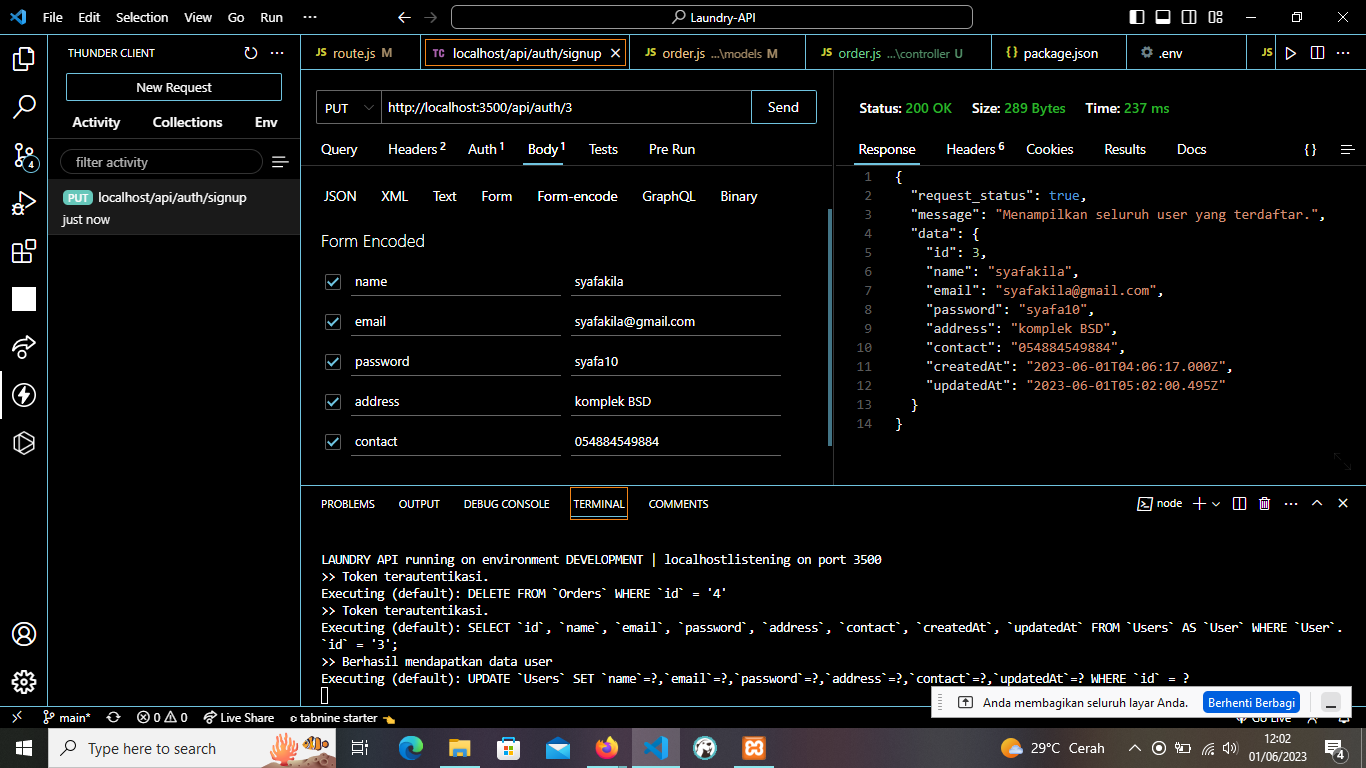 File Edit Selection View Go Run ··· Laundry-API
THUNDER CLIENT
New Request
Activity Collections Env
filter activity
PUT localhost/api/auth/signup
just now
4
JS route.js M
TC localhost/api/auth/signup
JS order.js ...\models M
JS order.js ...\controller U
{} package.json
.env
JS
PUT http://localhost:3500/api/auth/3 Send
Query Headers 2 Auth 1 Body 1 Tests Pre Run
JSON XML Text Form Form-encode GraphQL Binary
Form Encoded
name syafakila
email syafakila@gmail.com
password syafa10
address komplek BSD
contact 054884549884
Status: 200 OK Size: 289 Bytes Time: 237 ms
Response Headers 6 Cookies Results Docs {}
1 {
2 "request_status": true,
3 "message": "Menampilkan seluruh user yang terdaftar.",
4 "data": {
5 "id": 3,
6 "name": "syafakila",
7 "email": "syafakila@gmail.com",
8 "password": "syafa10",
9 "address": "komplek BSD",
10 "contact": "054884549884",
11 "createdAt": "2023-06-01T04:06:17.000Z",
12 "updatedAt": "2023-06-01T05:02:00.495Z"
13 }
14 }
PROBLEMS OUTPUT DEBUG CONSOLE TERMINAL COMMENTS node
LAUNDRY API running on environment DEVELOPMENT | localhostlistening on port 3500
>> Token terautentikasi.
Executing (default): DELETE FROM `Orders` WHERE `id` = '4'
>> Token terautentikasi.
Executing (default): SELECT `id`, `name`, `email`, `password`, `address`, `contact`, `createdAt`, `updatedAt` FROM `Users` AS `User` WHERE `User`.
`id` = '3';
>> Berhasil mendapatkan data user
Executing (default): UPDATE `Users` SET `name`=?,`email`=?,`password`=?,`address`=?,`contact`=?,`updatedAt`=? WHERE `id` = ?
Anda membagikan seluruh layar Anda. Berhenti Berbagi
main* 0 0 Live Share tabnine starter Go Live
Type here to search
29°C Cerah
12:02
01/06/2023
4